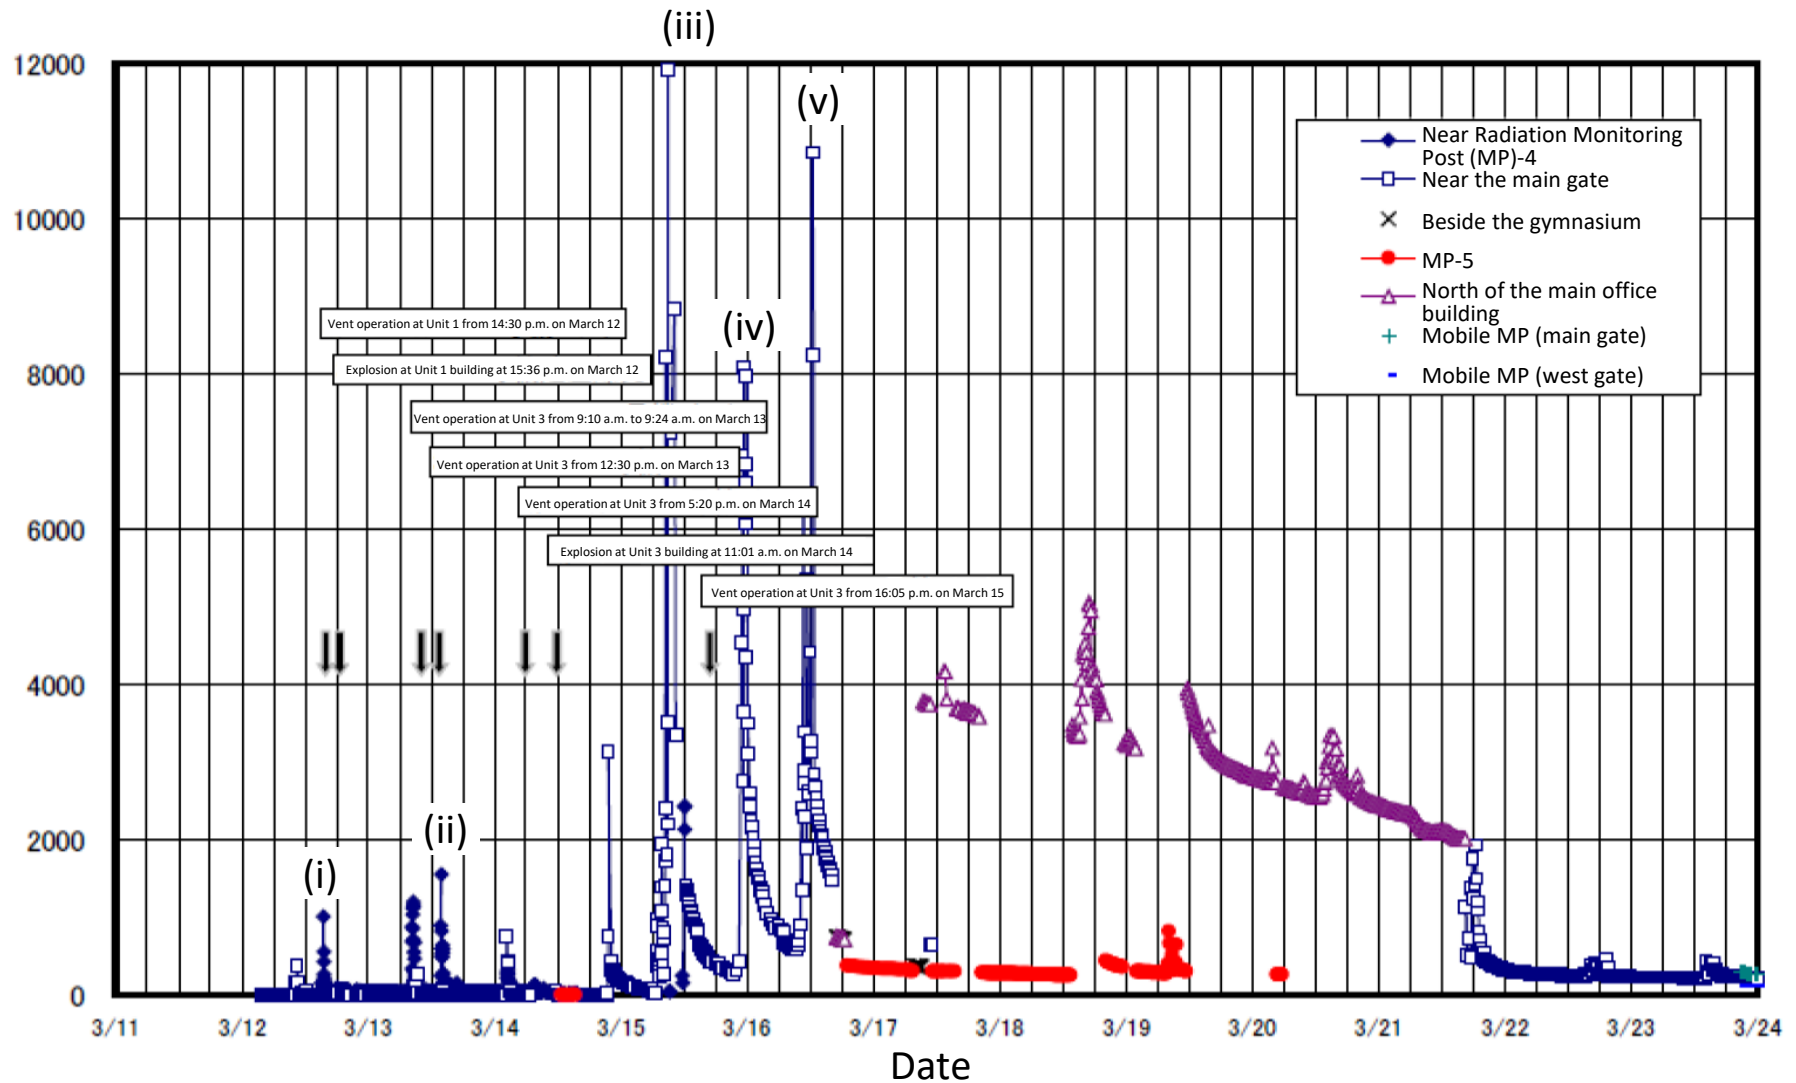 (iii)
12000
(v)
10000
Near Radiation Monitoring
Post (MP)-4
Near the main gate
Beside the gymnasium
MP-5
North of the main office
building
Mobile MP (main gate)
Mobile MP (west gate)
(iv)
Vent operation at Unit 1 from 14:30 p.m. on March 12
8000
Explosion at Unit 1 building at 15:36 p.m. on March 12
Vent operation at Unit 3 from 9:10 a.m. to 9:24 a.m. on March 13
Vent operation at Unit 3 from 12:30 p.m. on March 13
6000
Vent operation at Unit 3 from 5:20 p.m. on March 14
Explosion at Unit 3 building at 11:01 a.m. on March 14
Vent operation at Unit 3 from 16:05 p.m. on March 15
4000
2000
(ii)
(i)
0
3/11 3/12 3/13 3/14 3/15 3/16 3/17 3/18 3/19 3/20 3/21 3/22 3/23 3/24
Date